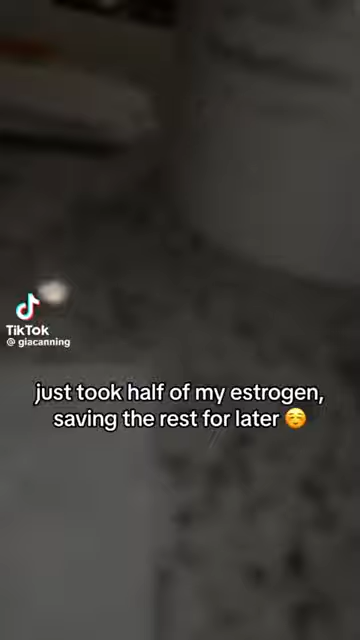 TikTok
@ giacanning
just took half of my estrogen,
saving the rest for later ☺️